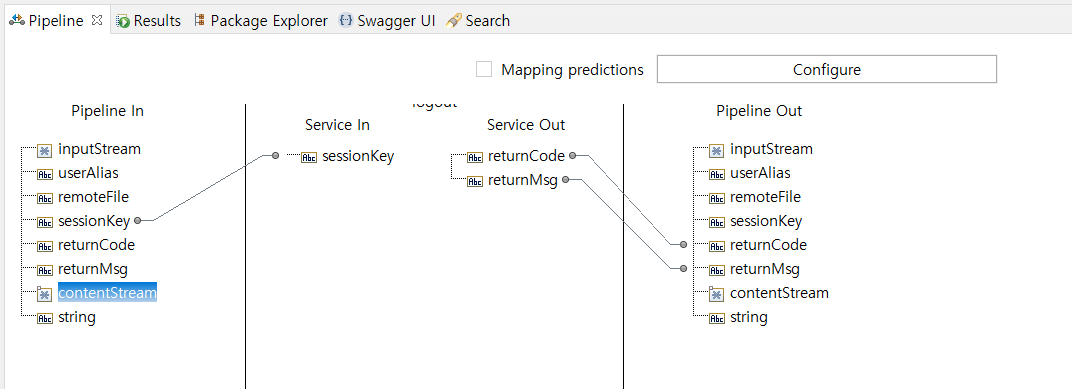 Pipeline Results Package Explorer Swagger UI Search
Mapping predictions Configure
logout
Pipeline In
Service In
Service Out
Pipeline Out
inputStream
userAlias
remoteFile
sessionKey
returnCode
returnMsg
contentStream
string
sessionKey
returnCode
returnMsg
inputStream
userAlias
remoteFile
sessionKey
returnCode
returnMsg
contentStream
string